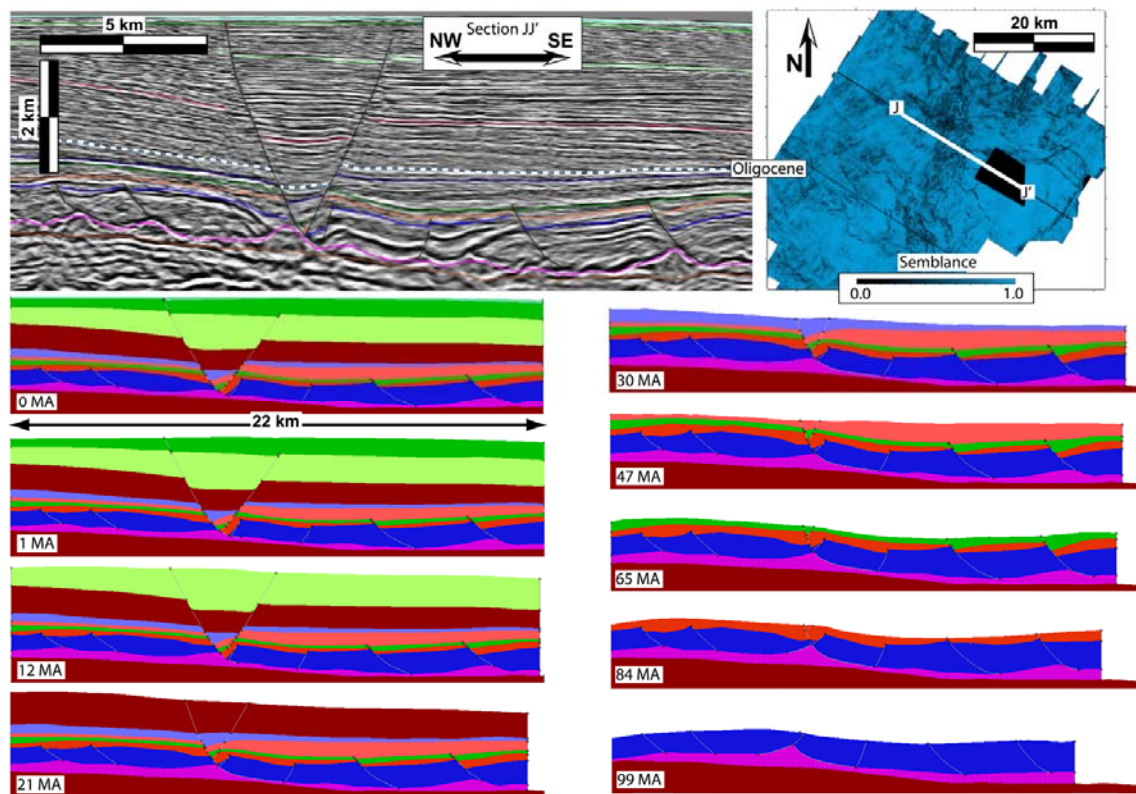 5 km
2 km
Section JJ'
NW SE
Oligocene
20 km
N
J
J'
Semblance
0.0 1.0
0 MA
22 km
1 MA
12 MA
21 MA
30 MA
47 MA
65 MA
84 MA
99 MA